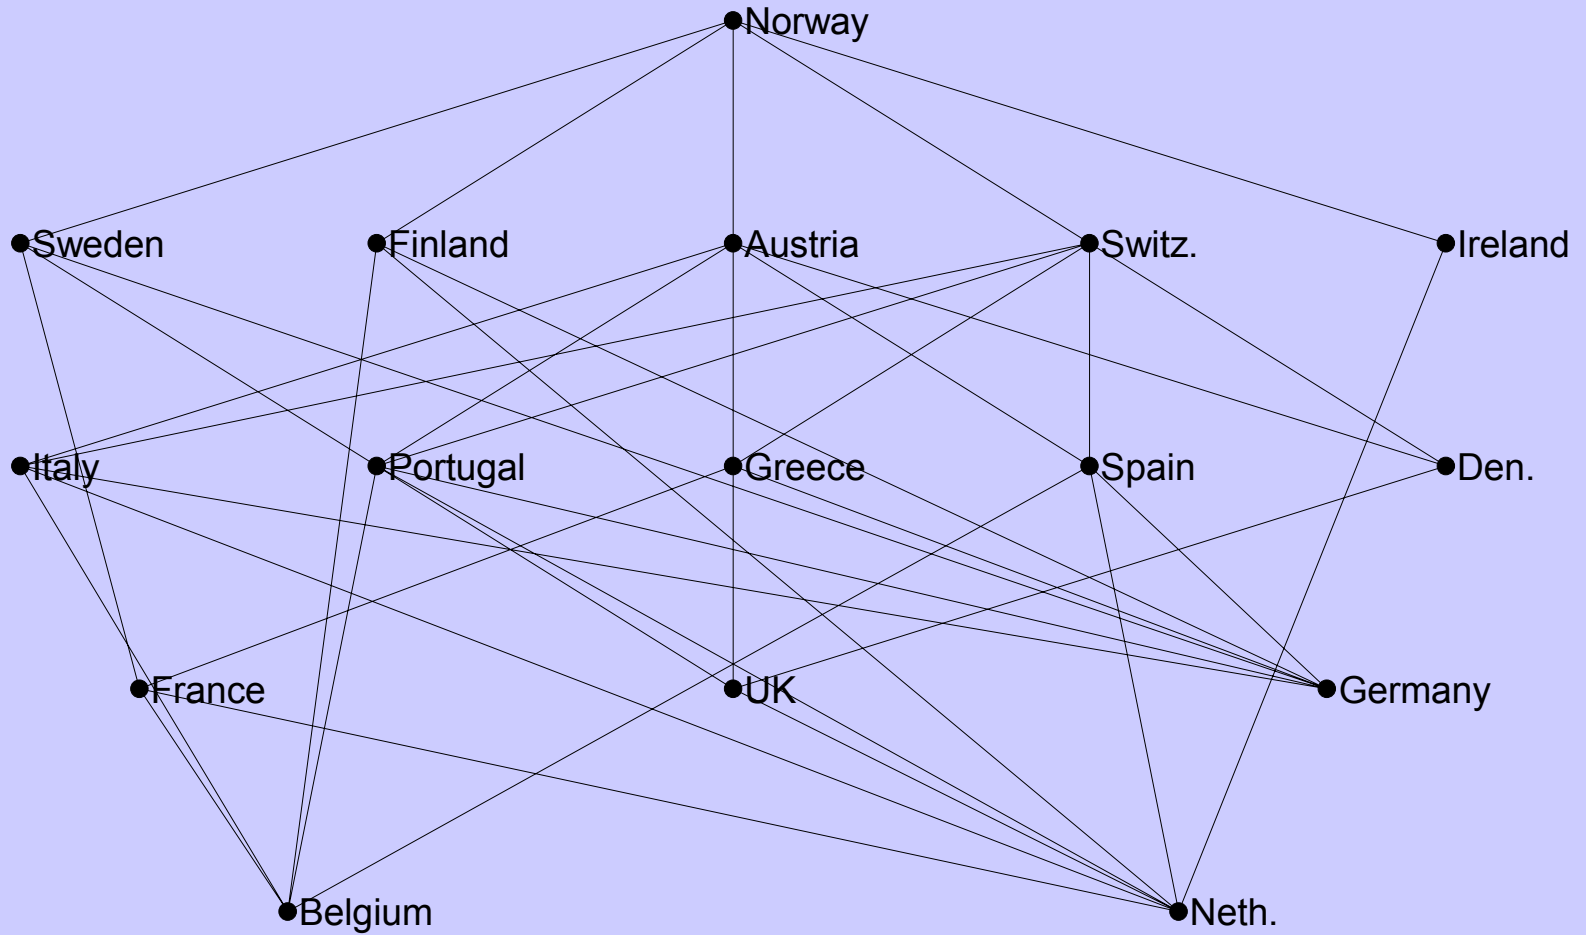 Norway
Sweden
Finland
Austria
Switz.
Ireland
Italy
Portugal
Greece
Spain
Den.
France
UK
Germany
Belgium
Neth.